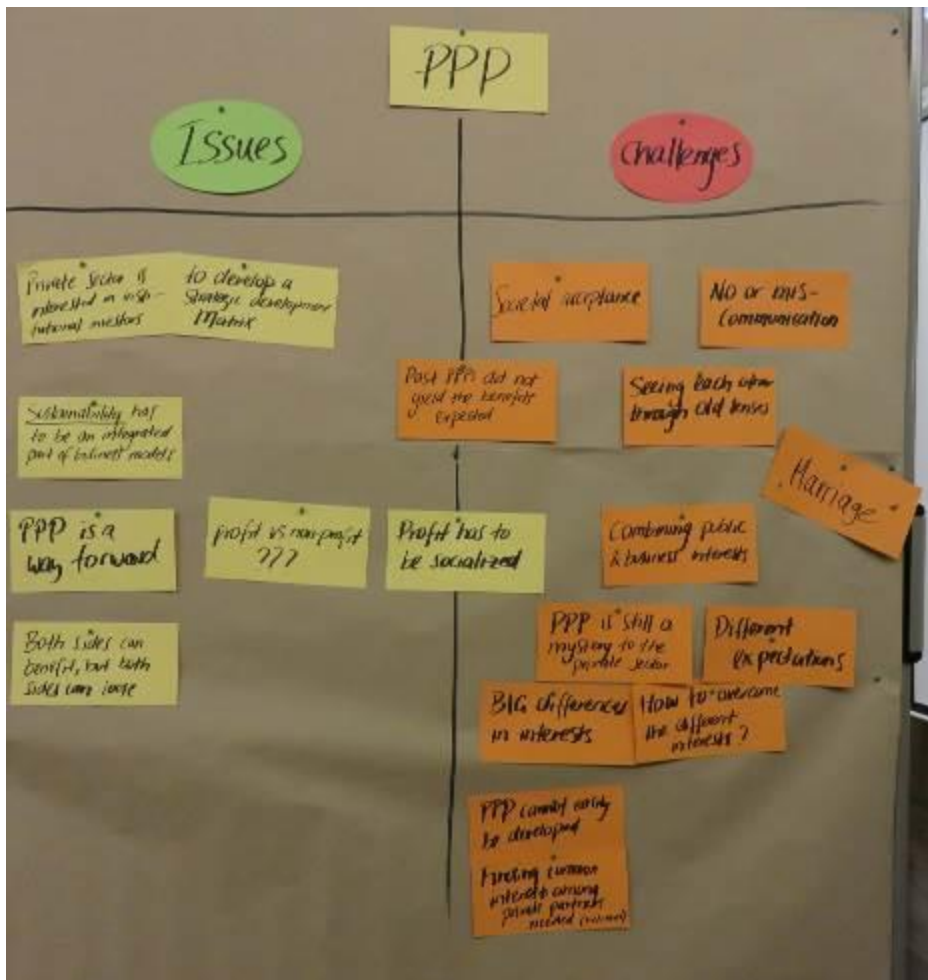 PPP
Issues
Challenges
Private Sector is
interested in insti-
tutional investors
to develop a
Strategic development
Matrix
Sustainability has
to be an integrated
part of business models
PPP is a
way forward
profit vs non-profit
???
Profit has to
be socialized
Both sides can
benefit, but both
sides can loose
Societal acceptance
No or mis-
Communication
Past PPPs did not
yield the benefits
expected
Seeing each other
through old lenses
Marriage
Combining public
& business interests
PPP is still a
mystery to the
private sector
Different
expectations
BIG differences
in interests
How to overcome
the different
interests?
PPP cannot easily
be developed
Finding common
interests among
private partners
needed